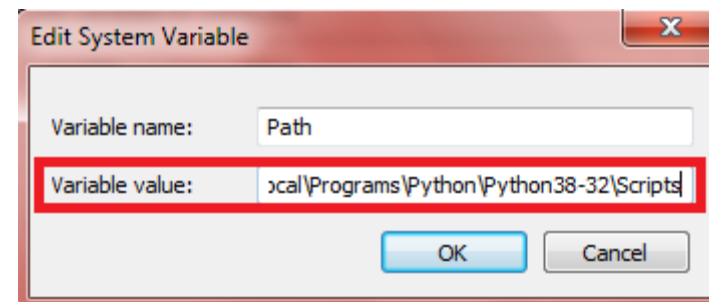 Edit System Variable
Variable name: Path
Variable value: ocal\Programs\Python\Python38-32\Scripts
OK Cancel